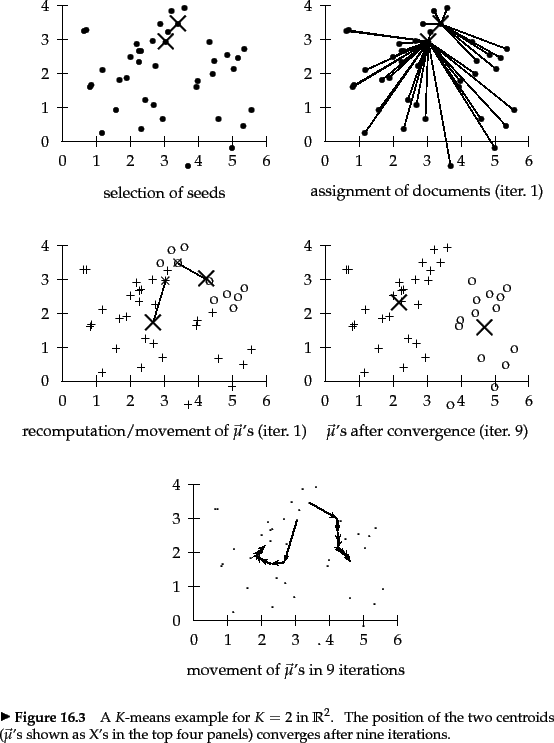 4
3
2
1
0
0 1 2 3 4 5 6
selection of seeds
4
3
2
1
0
0 1 2 3 4 5 6
assignment of documents (iter. 1)
4
3
2
1
0
0 1 2 3 4 5 6
recomputation/movement of μ⃗'s (iter. 1)
4
3
2
1
0
0 1 2 3 4 5 6
μ⃗'s after convergence (iter. 9)
4
3
2
1
0
0 1 2 3 4 5 6
movement of μ⃗'s in 9 iterations
► Figure 16.3 A K-means example for K = 2 in ℝ². The position of the two centroids
(μ⃗'s shown as X's in the top four panels) converges after nine iterations.